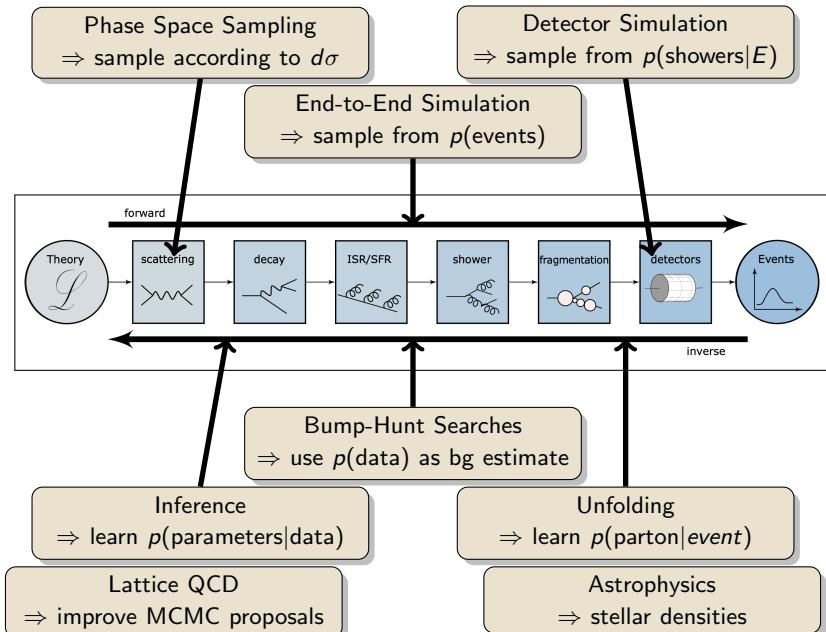 Phase Space Sampling
⇒ sample according to dσ
Detector Simulation
⇒ sample from p(showers|E)
End-to-End Simulation
⇒ sample from p(events)
forward
Theory
ℒ
scattering
decay
ISR/SFR
shower
fragmentation
detectors
Events
inverse
Bump-Hunt Searches
⇒ use p(data) as bg estimate
Inference
⇒ learn p(parameters|data)
Unfolding
⇒ learn p(parton|event)
Lattice QCD
⇒ improve MCMC proposals
Astrophysics
⇒ stellar densities